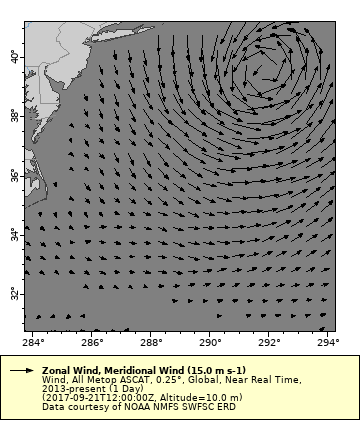 40°
38°
36°
34°
32°
284° 286° 288° 290° 292° 294°
Zonal Wind, Meridional Wind (15.0 m s-1)
Wind, All Metop ASCAT, 0.25°, Global, Near Real Time,
2013-present (1 Day)
(2017-09-21T12:00:00Z, Altitude=10.0 m)
Data courtesy of NOAA NMFS SWFSC ERD